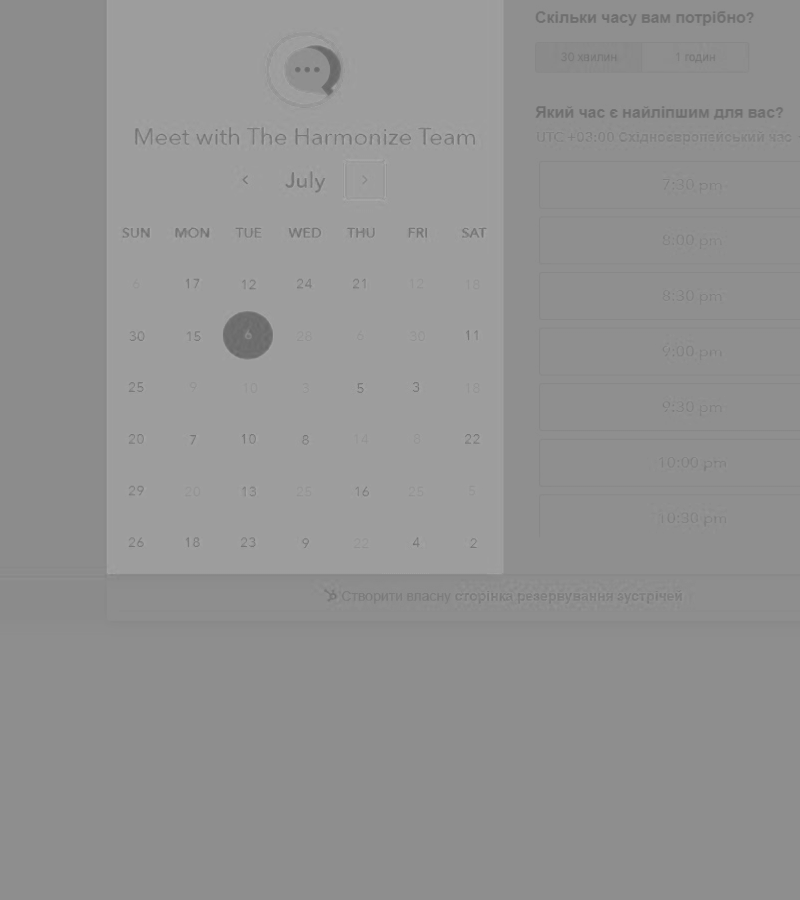 Meet with The Harmonize Team
July
SUN MON TUE WED THU FRI SAT
6 17 12 24 21 12 18
30 15 6 28 6 30 11
25 9 10 3 5 3 18
20 7 10 8 14 8 22
29 20 13 25 16 25 5
26 18 23 9 22 4 2
Скільки часу вам потрібно?
30 хвилин 1 годин
Який час є найліпшим для вас?
UTC +03:00 Східноєвропейський час
7:30 pm
8:00 pm
8:30 pm
9:00 pm
9:30 pm
10:00 pm
10:30 pm
Створити власну сторінка резервування зустрічей